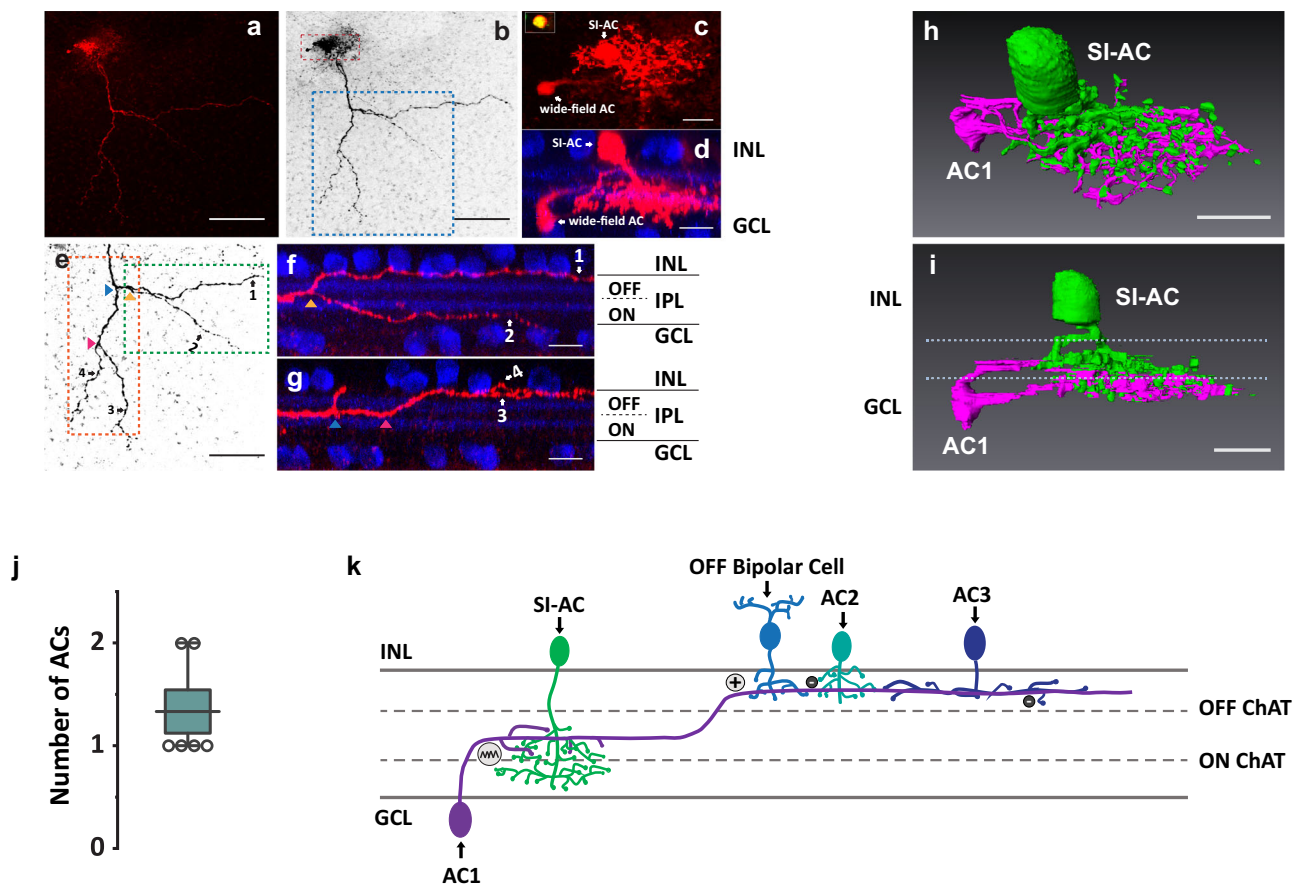 a
b
c
SI-AC
wide-field AC
d
SI-AC
wide-field AC
INL
GCL
e
1
2
4
3
f
1
2
INL
OFF
IPL
ON
GCL
g
4
3
INL
OFF
IPL
ON
GCL
h
SI-AC
AC1
i
INL
SI-AC
GCL
AC1
j
Number of ACs
2
1
0
k
OFF Bipolar Cell
SI-AC
AC2
AC3
INL
+
-
-
OFF ChAT
ON ChAT
GCL
AC1